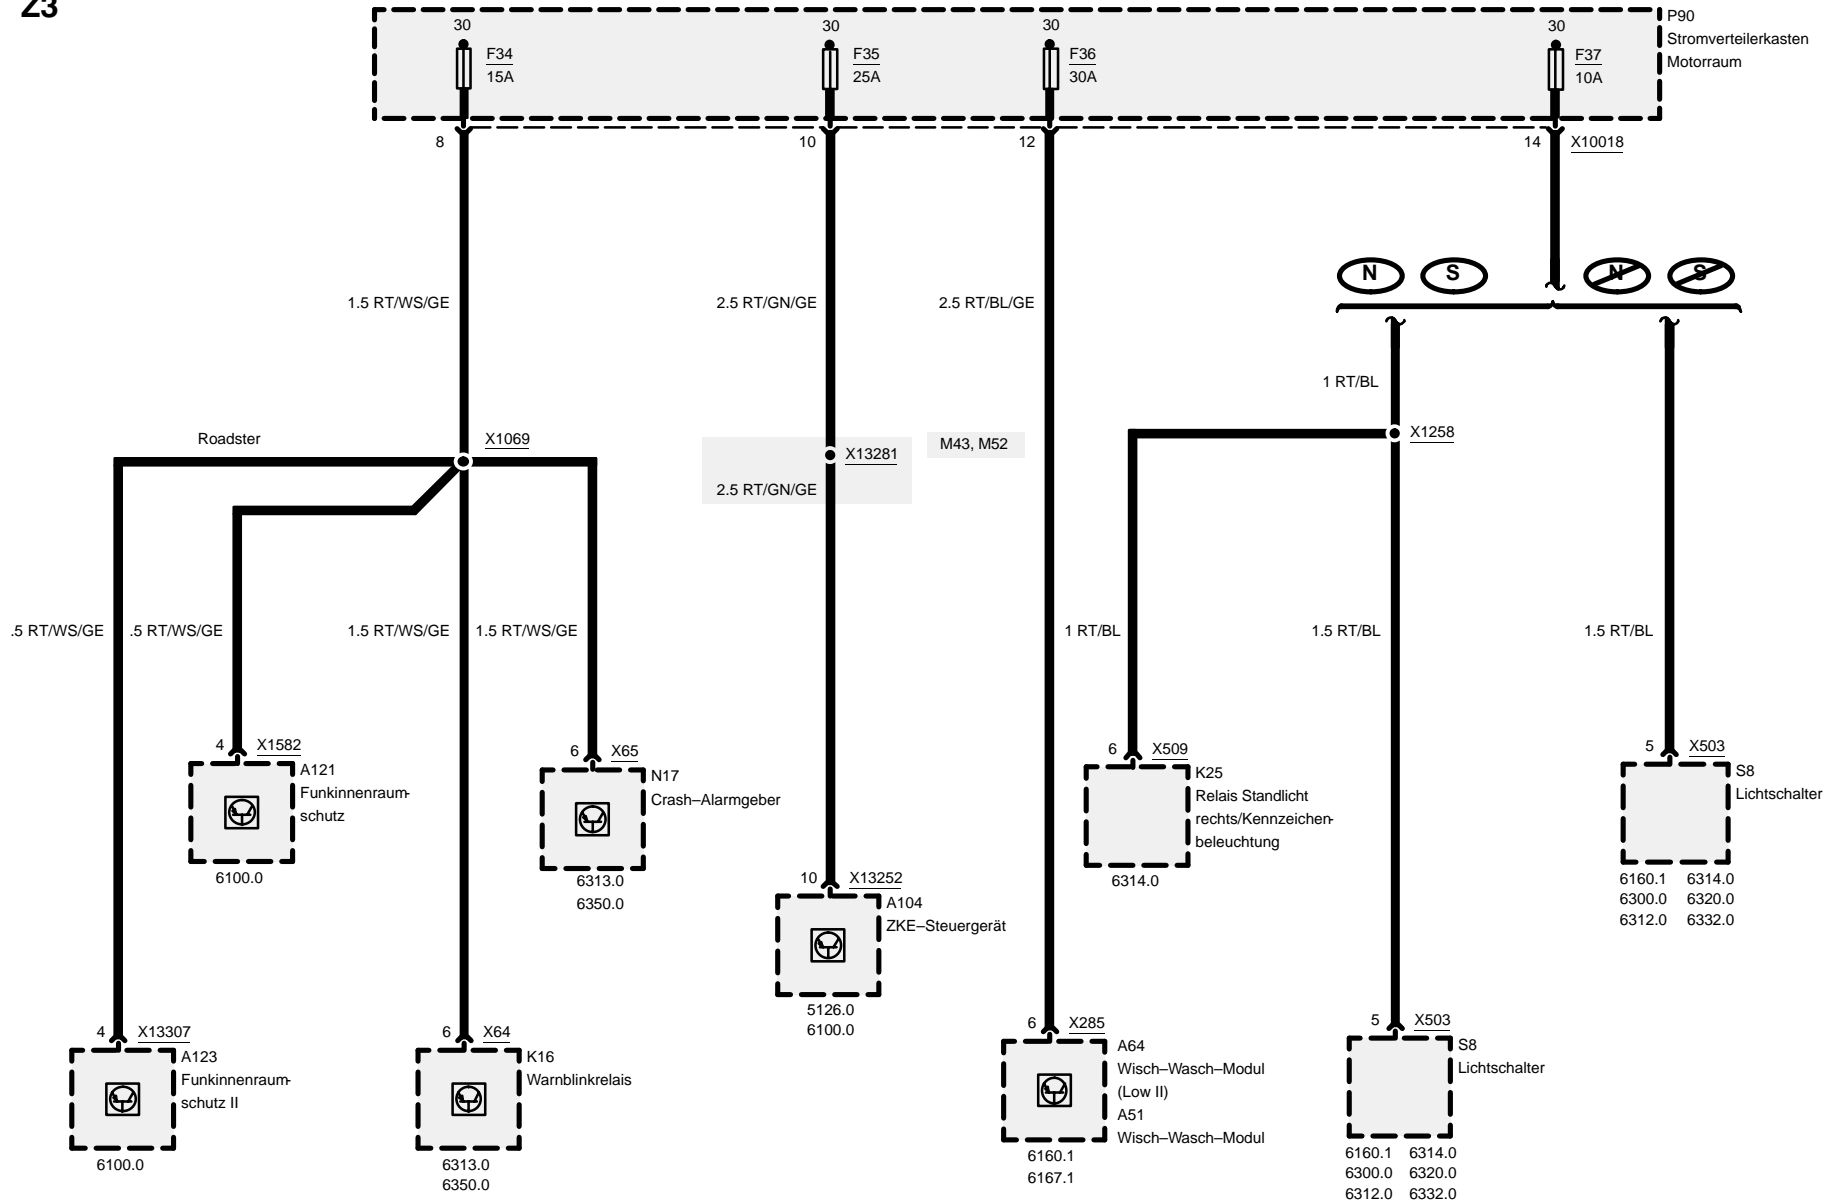 Z3
30
F34
15A
30
F35
25A
30
F36
30A
30
F37
10A
P90
Stromverteilerkasten
Motorraum
8
10
12
14
X10018
N
S
N
S
1.5 RT/WS/GE
2.5 RT/GN/GE
2.5 RT/BL/GE
1 RT/BL
Roadster
X1069
X13281
2.5 RT/GN/GE
M43, M52
X1258
.5 RT/WS/GE
.5 RT/WS/GE
1.5 RT/WS/GE
1.5 RT/WS/GE
1 RT/BL
1.5 RT/BL
1.5 RT/BL
4
X1582
A121
Funkinnenraum-
schutz
6100.0
6
X65
N17
Crash–Alarmgeber
6313.0
6350.0
6
X509
K25
Relais Standlicht
rechts/Kennzeichen-
beleuchtung
6314.0
5
X503
S8
Lichtschalter
6160.1 6314.0
6300.0 6320.0
6312.0 6332.0
10
X13252
A104
ZKE–Steuergerät
5126.0
6100.0
4
X13307
A123
Funkinnenraum-
schutz II
6100.0
6
X64
K16
Warnblinkrelais
6313.0
6350.0
6
X285
A64
Wisch–Wasch–Modul
(Low II)
A51
Wisch–Wasch–Modul
6160.1
6167.1
5
X503
S8
Lichtschalter
6160.1 6314.0
6300.0 6320.0
6312.0 6332.0